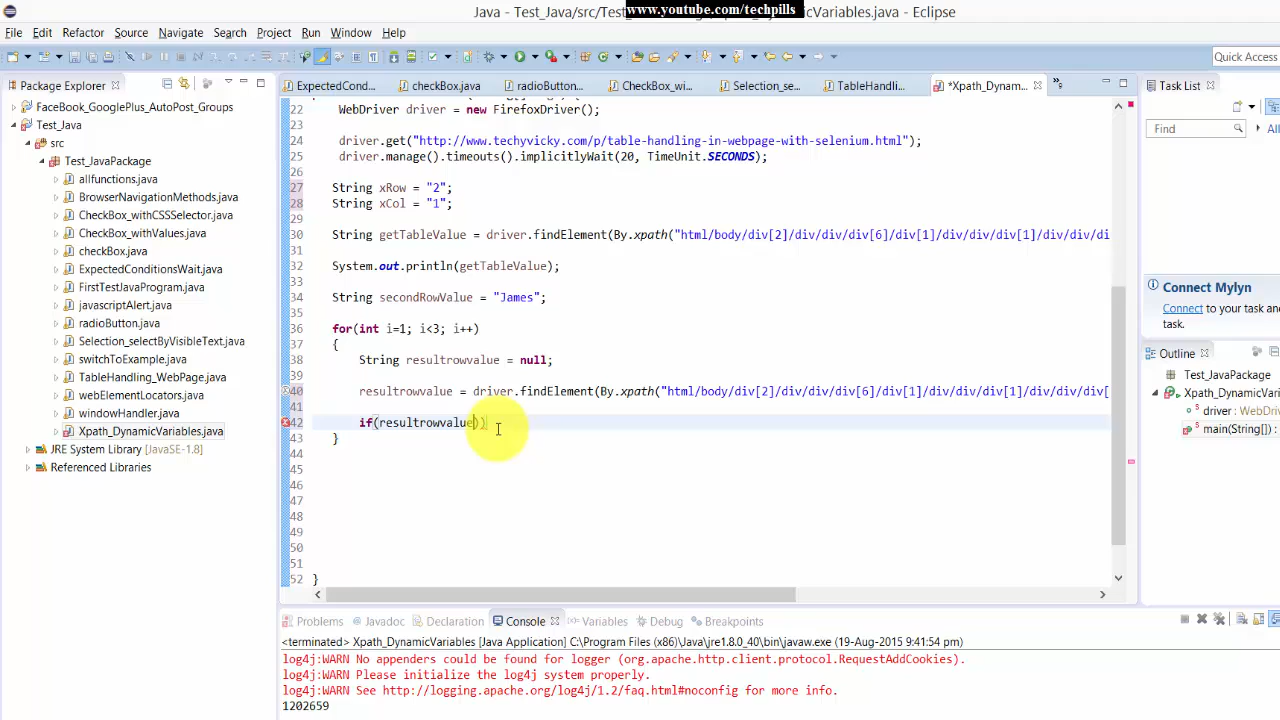 www.youtube.com/techpills
Java - Test_Java/src/Test_ icVariables.java - Eclipse
File Edit Refactor Source Navigate Search Project Run Window Help
Quick Access
Package Explorer
ExpectedCond... checkBox.java radioButton... CheckBox_wi... Selection_se... TableHandli... *Xpath_Dynam...
Task List
Find
All
FaceBook_GooglePlus_AutoPost_Groups
Test_Java
src
Test_JavaPackage
allfunctions.java
BrowserNavigationMethods.java
CheckBox_withCSSSelector.java
CheckBox_withValues.java
checkBox.java
ExpectedConditionsWait.java
FirstTestJavaProgram.java
javascriptAlert.java
radioButton.java
Selection_selectByVisibleText.java
switchToExample.java
TableHandling_WebPage.java
webElementLocators.java
windowHandler.java
Xpath_DynamicVariables.java
JRE System Library [JavaSE-1.8]
Referenced Libraries
22 WebDriver driver = new FirefoxDriver();
23
24 driver.get("http://www.techyvicky.com/p/table-handling-in-webpage-with-selenium.html");
25 driver.manage().timeouts().implicitlyWait(20, TimeUnit.SECONDS);
26
27 String xRow = "2";
28 String xCol = "1";
29
30 String getTableValue = driver.findElement(By.xpath("html/body/div[2]/div/div/div[6]/div[1]/div/div/div[1]/div/div/di
31
32 System.out.println(getTableValue);
33
34 String secondRowValue = "James";
35
36 for(int i=1; i<3; i++)
37 {
38 String resultrowvalue = null;
39
40 resultrowvalue = driver.findElement(By.xpath("html/body/div[2]/div/div/div[6]/div[1]/div/div/div[1]/div/div/div[
41
42 if(resultrowvalue))
43 }
44
45
46
47
48
49
50
51
52 }
Connect Mylyn
Connect to your task and
task.
Outline
Test_JavaPackage
Xpath_DynamicVariables
driver : WebDriv
main(String[]) :
Problems Javadoc Declaration Console Variables Debug Breakpoints
<terminated> Xpath_DynamicVariables [Java Application] C:\Program Files (x86)\Java\jre1.8.0_40\bin\javaw.exe (19-Aug-2015 9:41:54 pm)
log4j:WARN No appenders could be found for logger (org.apache.http.client.protocol.RequestAddCookies).
log4j:WARN Please initialize the log4j system properly.
log4j:WARN See http://logging.apache.org/log4j/1.2/faq.html#noconfig for more info.
1202659